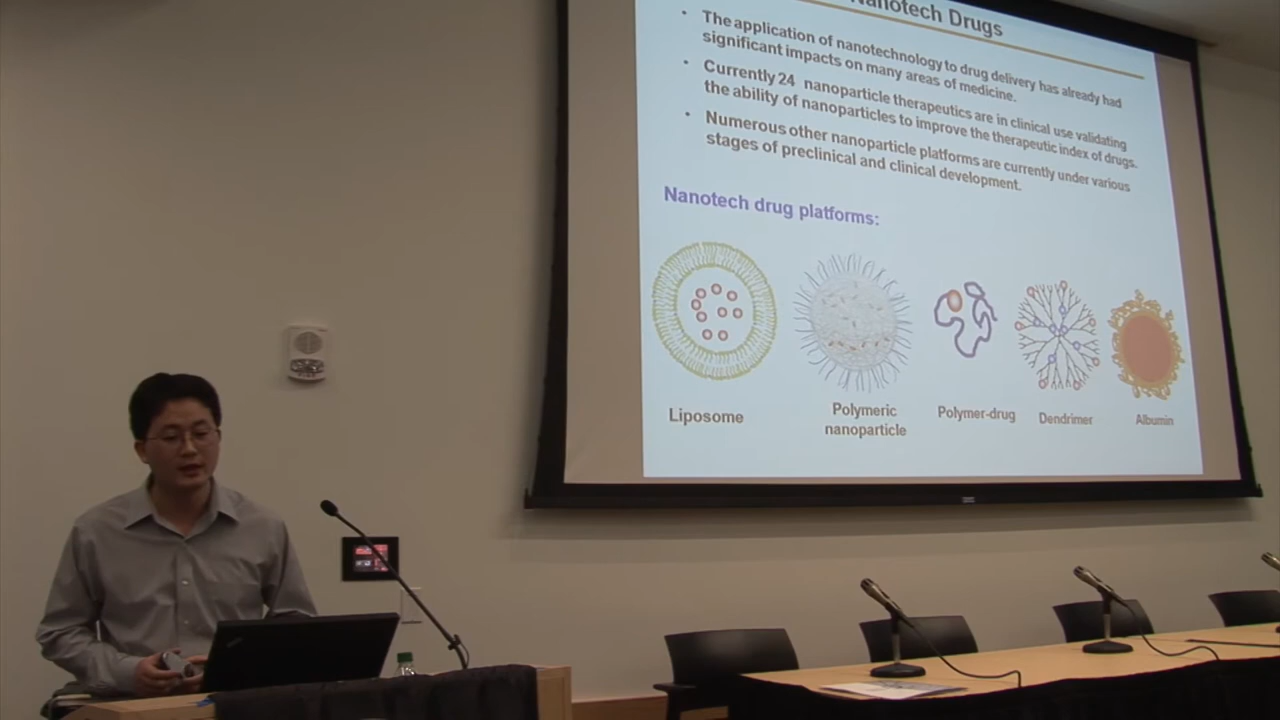 Nanotech Drugs
• The application of nanotechnology to drug delivery has already had
significant impacts on many areas of medicine.
• Currently 24 nanoparticle therapeutics are in clinical use validating
the ability of nanoparticles to improve the therapeutic index of drugs.
• Numerous other nanoparticle platforms are currently under various
stages of preclinical and clinical development.
Nanotech drug platforms:
Liposome
Polymeric
nanoparticle
Polymer-drug
Dendrimer
Albumin